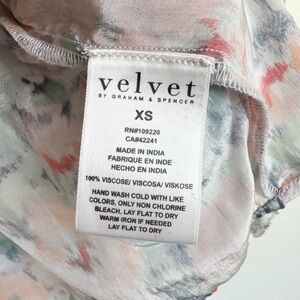 velvet
BY GRAHAM & SPENCER
XS
RN#109220
CA#42241
MADE IN INDIA
FABRIQUE EN INDE
HECHO EN INDIA
100% VISCOSE/ VISCOSA/ VISKOSE
HAND WASH COLD WITH LIKE
COLORS, ONLY NON CHLORINE
BLEACH. LAY FLAT TO DRY
WARM IRON IF NEEDED
LAY FLAT TO DRY